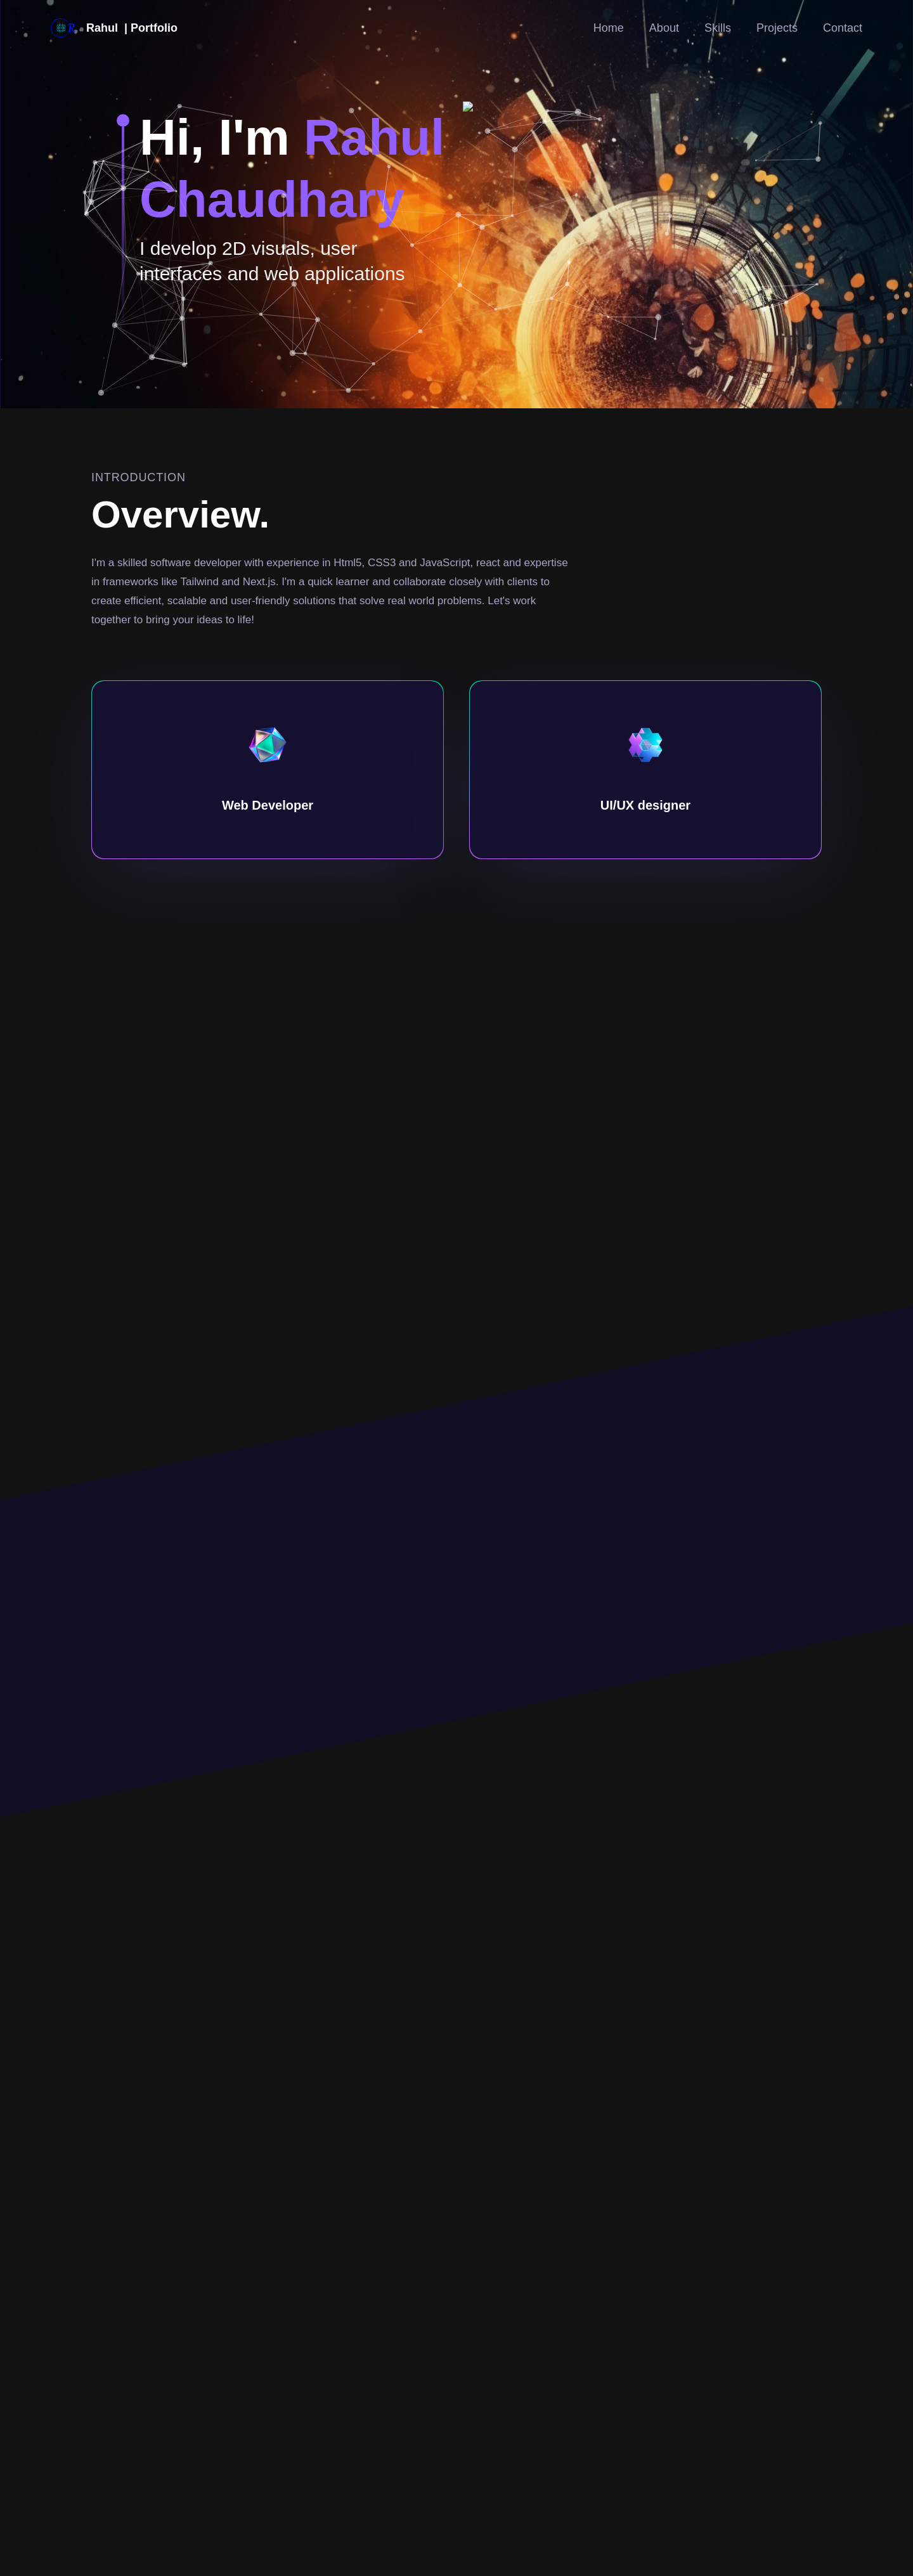 Rahul | Portfolio
Home About Skills Projects Contact
Hi, I'm Rahul
Chaudhary
I develop 2D visuals, user
interfaces and web applications
INTRODUCTION
Overview.
I'm a skilled software developer with experience in Html5, CSS3 and JavaScript, react and expertise
in frameworks like Tailwind and Next.js. I'm a quick learner and collaborate closely with clients to
create efficient, scalable and user-friendly solutions that solve real world problems. Let's work
together to bring your ideas to life!
Web Developer
UI/UX designer